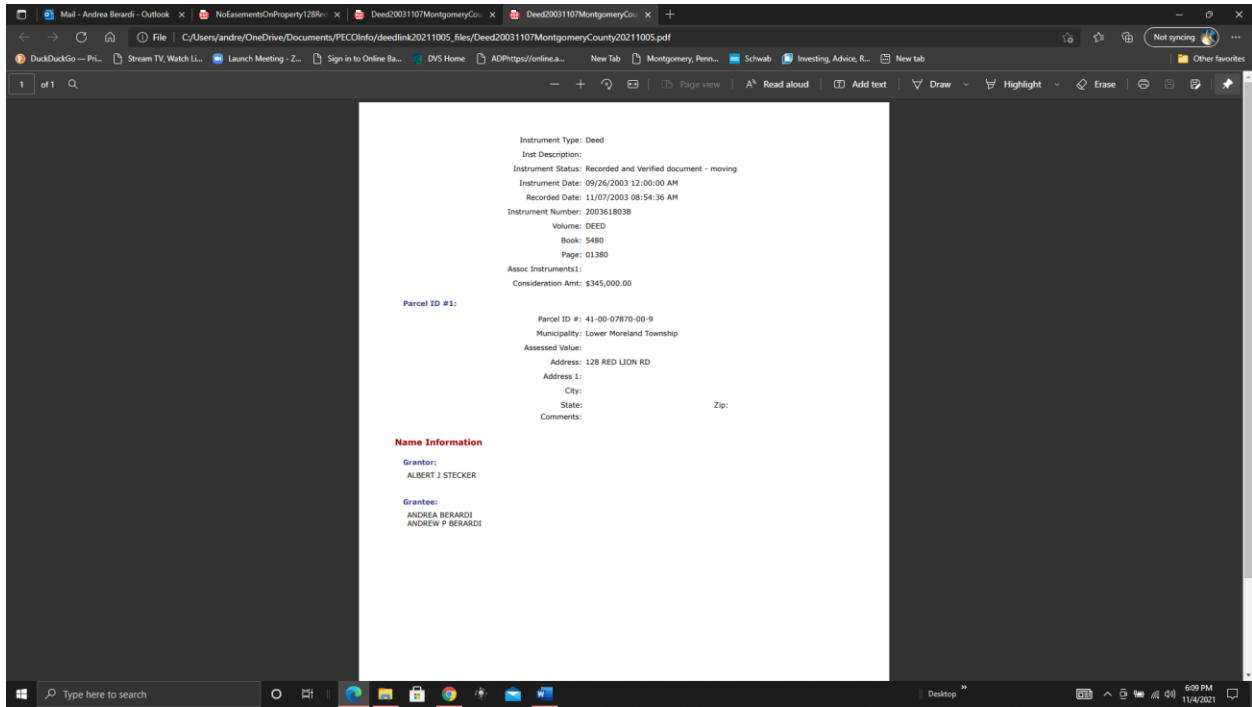 Mail - Andrea Berardi - Outlook
NoEasementsOnProperty128Red
Deed20031107MontgomeryCou
Deed20031107MontgomeryCou
File C:/Users/andre/OneDrive/Documents/PECOInfo/deedlink20211005_files/Deed20031107MontgomeryCounty20211005.pdf
Not syncing
DuckDuckGo — Pri... Stream TV, Watch Li... Launch Meeting - Z... Sign in to Online Ba... DVS Home ADPhttps://online.a... New Tab Montgomery, Penn... Schwab Investing, Advice, R... New tab Other favorites
1 of 1 Page view Read aloud Add text Draw Highlight Erase
Instrument Type: Deed
Inst Description:
Instrument Status: Recorded and Verified document - moving
Instrument Date: 09/26/2003 12:00:00 AM
Recorded Date: 11/07/2003 08:54:36 AM
Instrument Number: 2003618038
Volume: DEED
Book: 5480
Page: 01380
Assoc Instruments1:
Consideration Amt: $345,000.00
Parcel ID #1:
Parcel ID #: 41-00-07870-00-9
Municipality: Lower Moreland Township
Assessed Value:
Address: 128 RED LION RD
Address 1:
City:
State: Zip:
Comments:
Name Information
Grantor:
ALBERT J STECKER
Grantee:
ANDREA BERARDI
ANDREW P BERARDI
Type here to search
Desktop
6:09 PM
11/4/2021